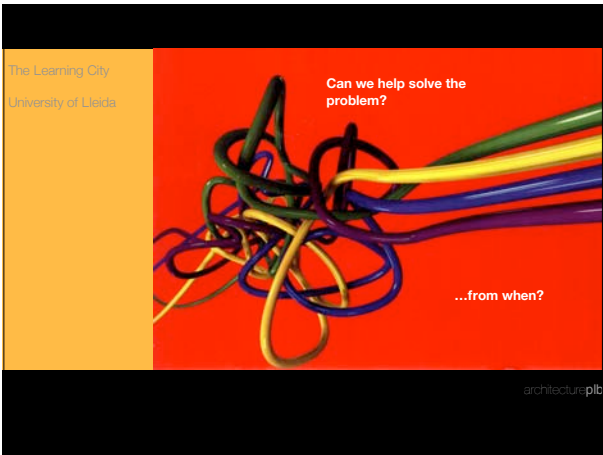 The Learning City
University of Lleida
Can we help solve the
problem?
...from when?
architectureplb